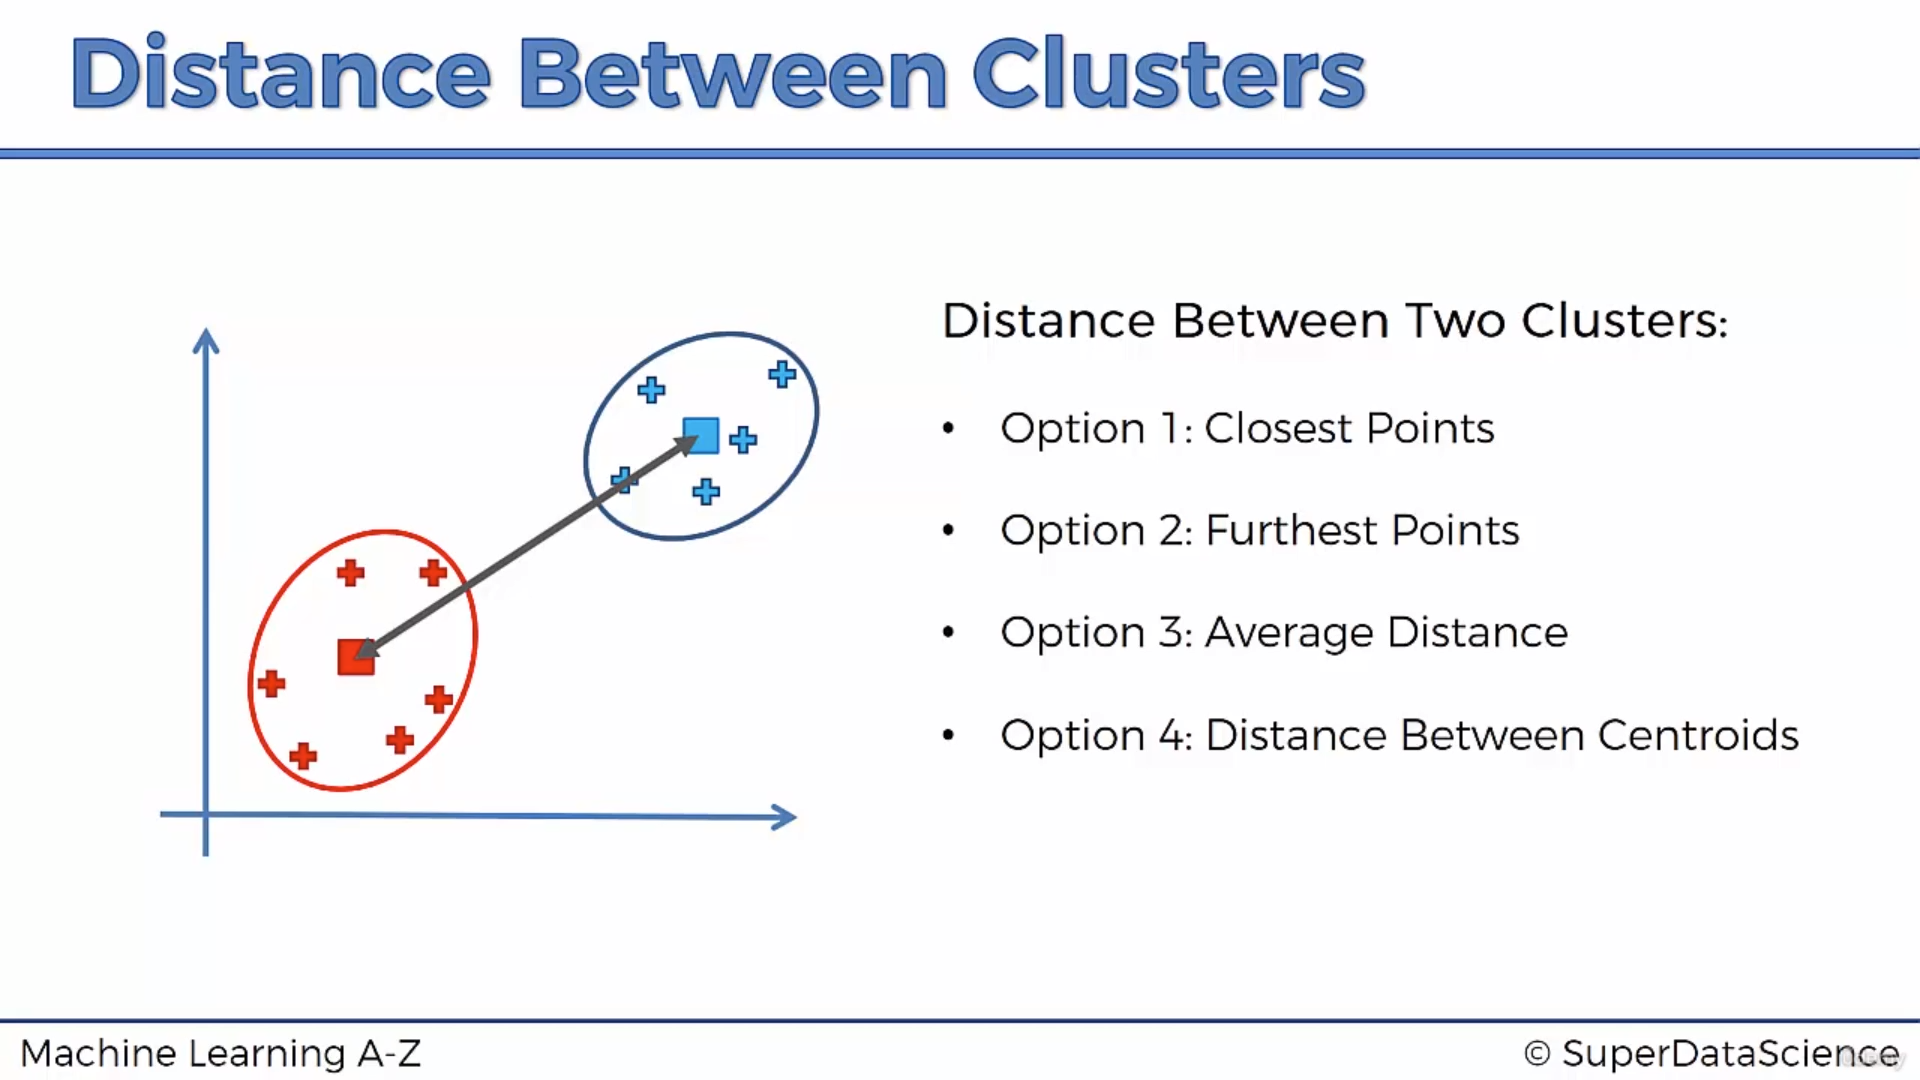 Distance Between Clusters
Distance Between Two Clusters:
• Option 1: Closest Points
• Option 2: Furthest Points
• Option 3: Average Distance
• Option 4: Distance Between Centroids
Machine Learning A-Z
© SuperDataScience